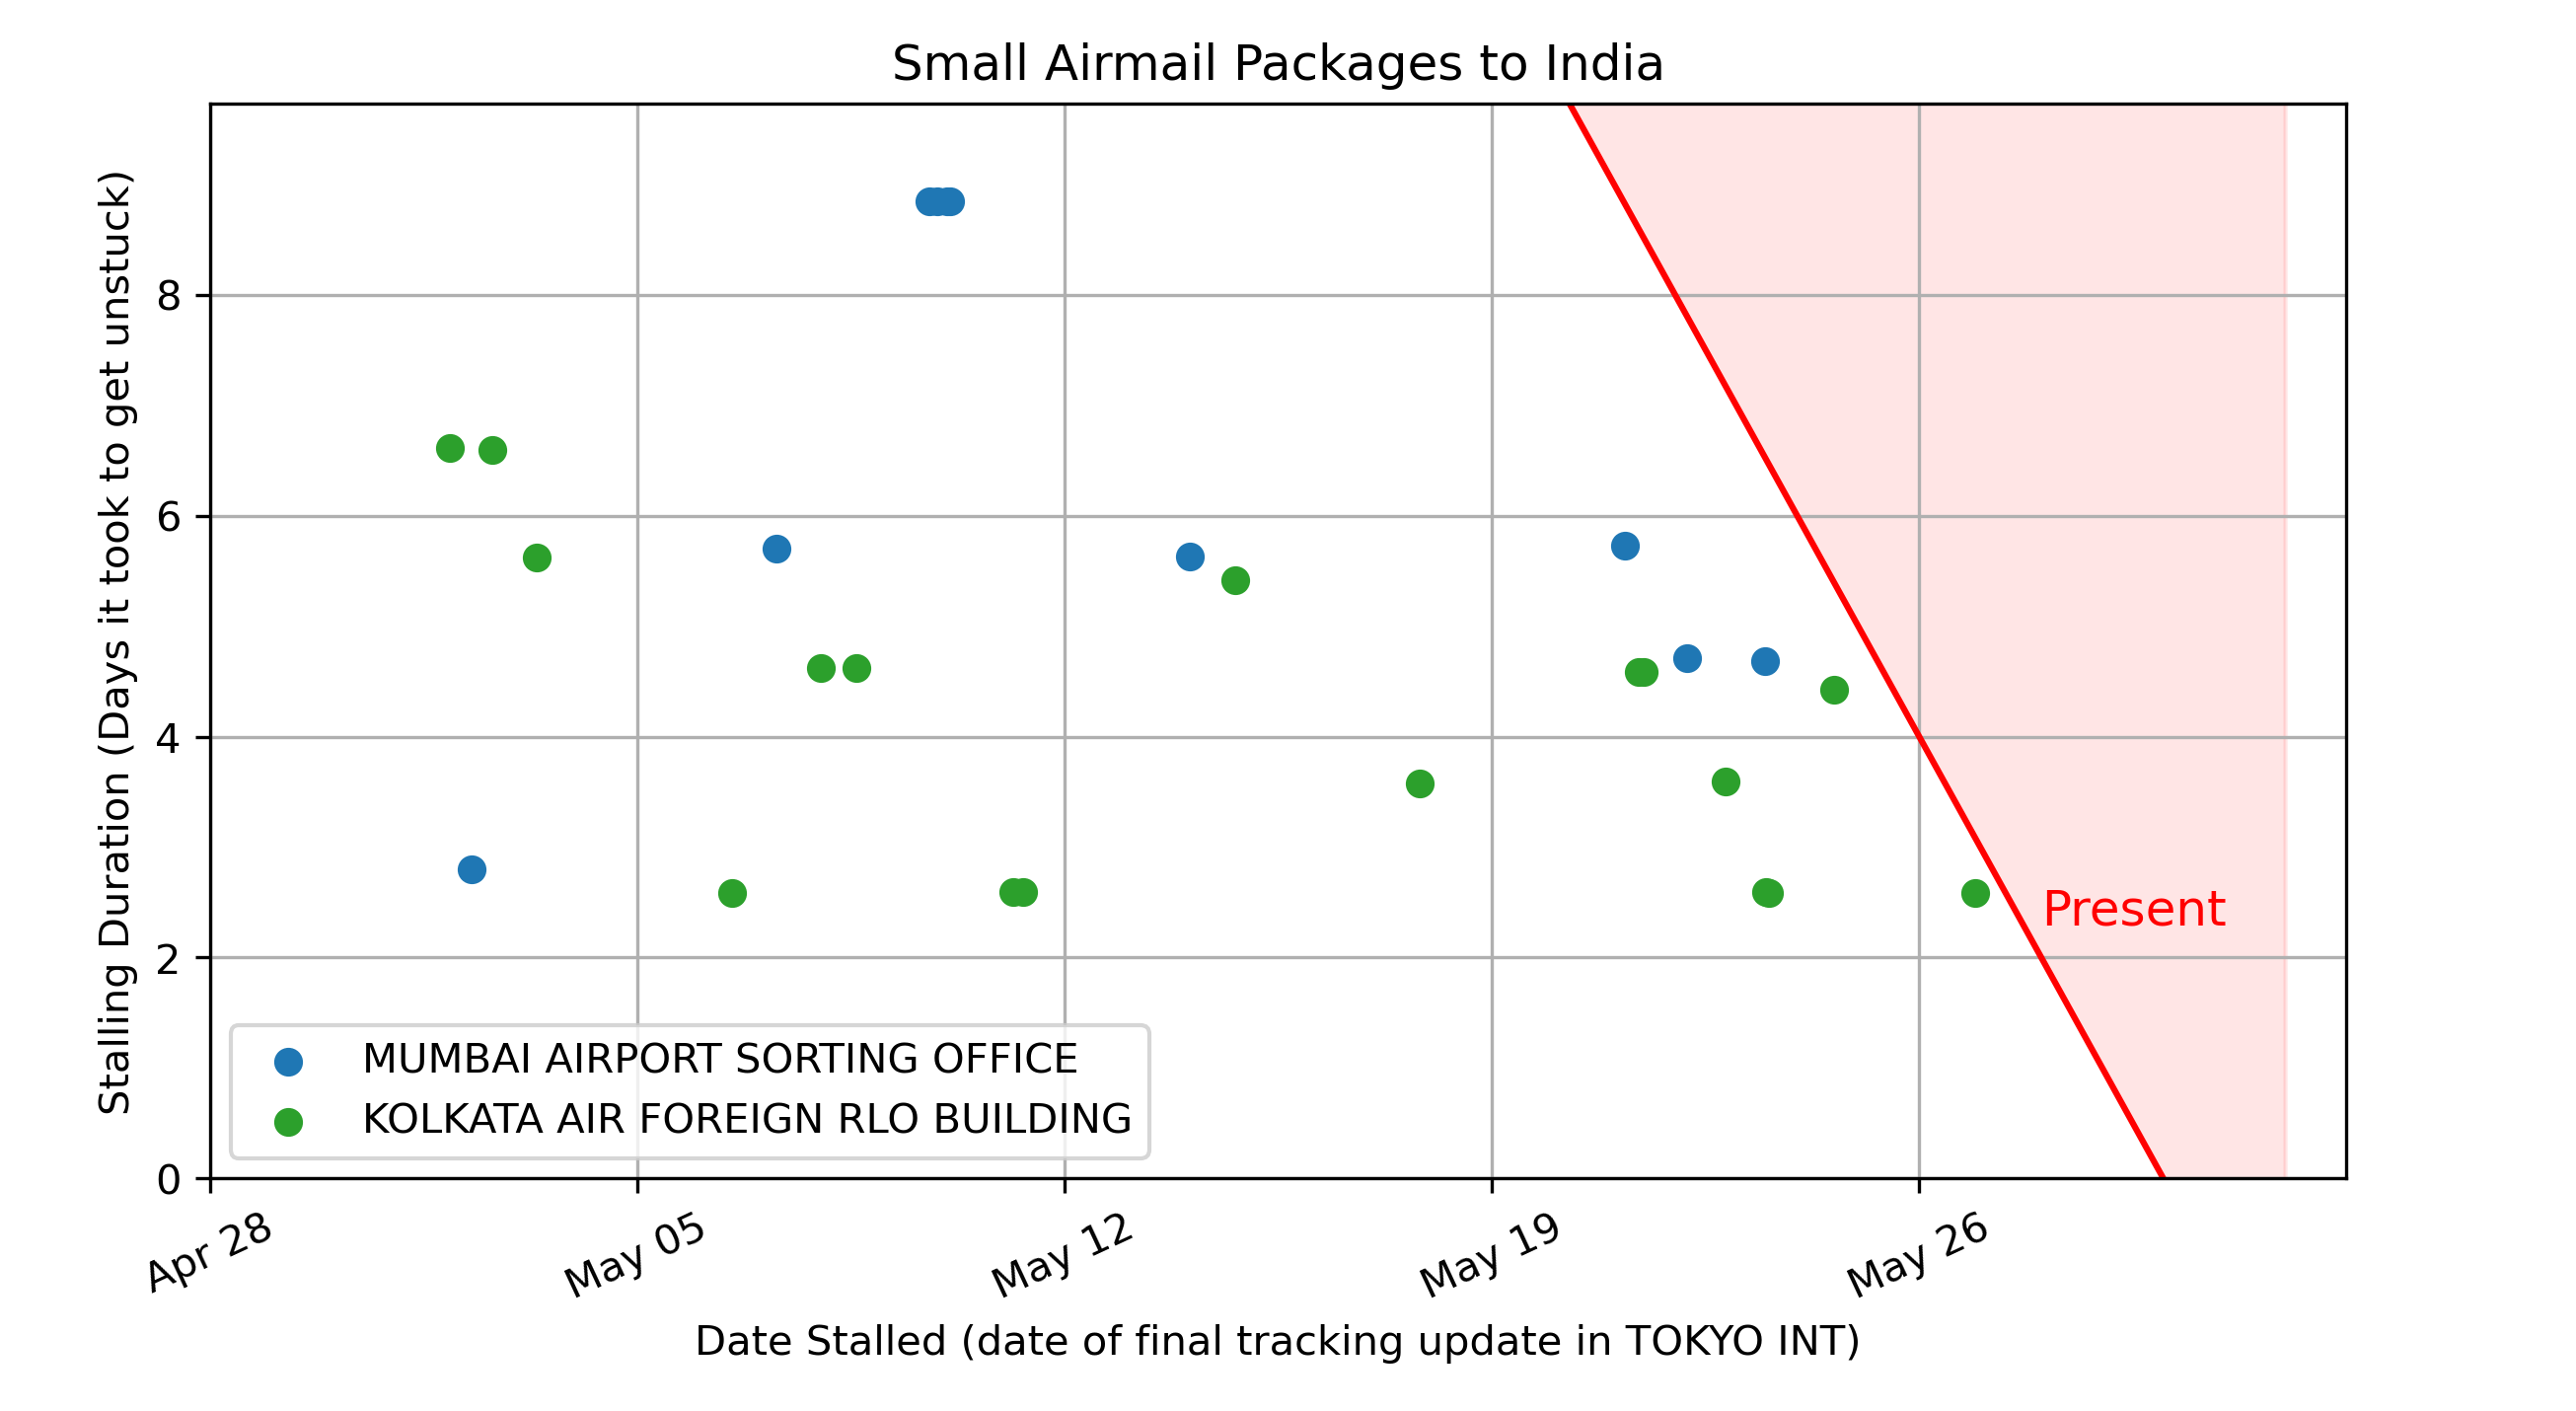 Small Airmail Packages to India
Stalling Duration (Days it took to get unstuck)
8
6
4
2
0
Present
MUMBAI AIRPORT SORTING OFFICE
KOLKATA AIR FOREIGN RLO BUILDING
Apr 28
May 05
May 12
May 19
May 26
Date Stalled (date of final tracking update in TOKYO INT)